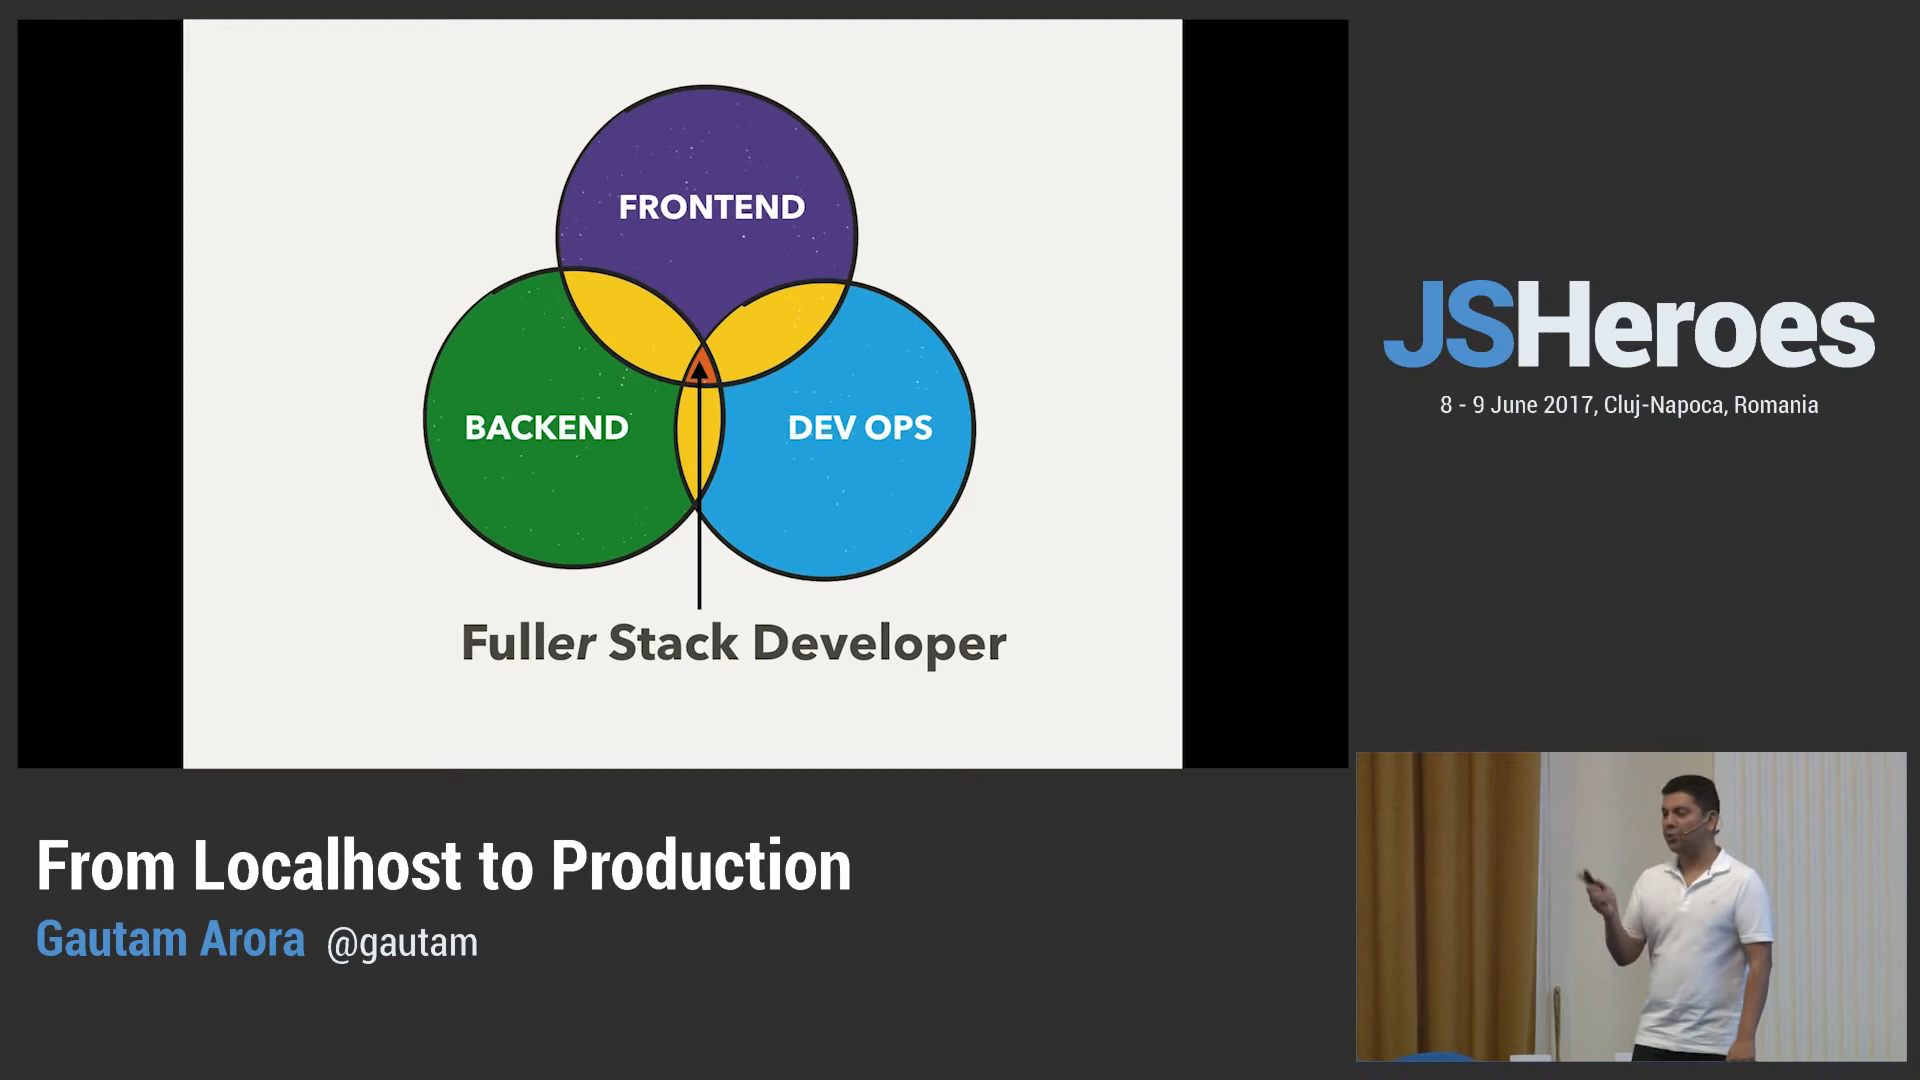 FRONTEND
BACKEND
DEV OPS
Fuller Stack Developer
JSHeroes
8 - 9 June 2017, Cluj-Napoca, Romania
From Localhost to Production
Gautam Arora @gautam